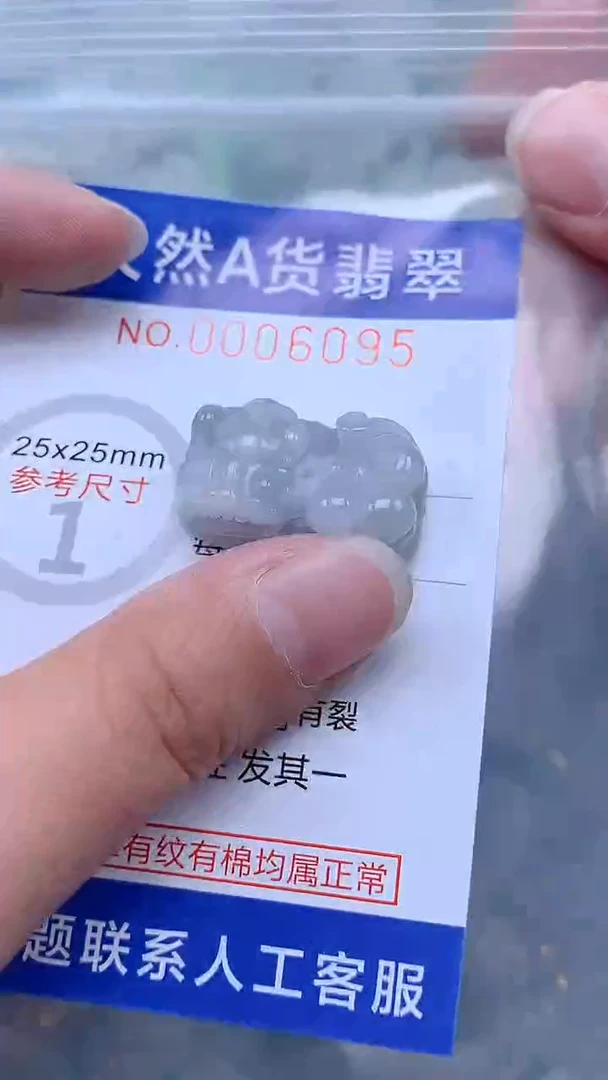 然A货翡翠
NO.0006095
25x25mm
参考尺寸
1
有裂
发其一
有纹有棉均属正常
题联系人工客服